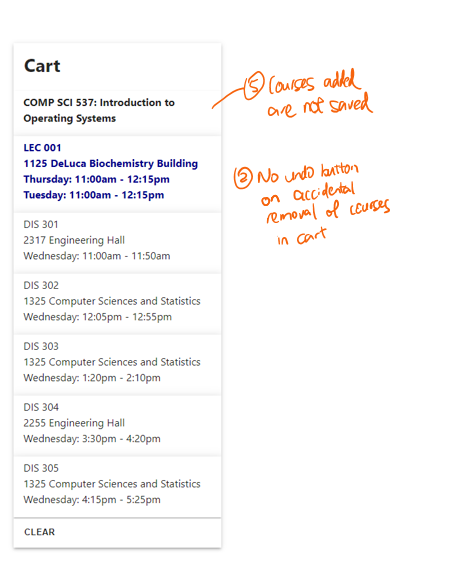 Cart
COMP SCI 537: Introduction to
Operating Systems
LEC 001
1125 DeLuca Biochemistry Building
Thursday: 11:00am - 12:15pm
Tuesday: 11:00am - 12:15pm
DIS 301
2317 Engineering Hall
Wednesday: 11:00am - 11:50am
DIS 302
1325 Computer Sciences and Statistics
Wednesday: 12:05pm - 12:55pm
DIS 303
1325 Computer Sciences and Statistics
Wednesday: 1:20pm - 2:10pm
DIS 304
2255 Engineering Hall
Wednesday: 3:30pm - 4:20pm
DIS 305
1325 Computer Sciences and Statistics
Wednesday: 4:15pm - 5:25pm
CLEAR
5 Courses added
are not saved
2 No undo button
on accidental
removal of courses
in cart